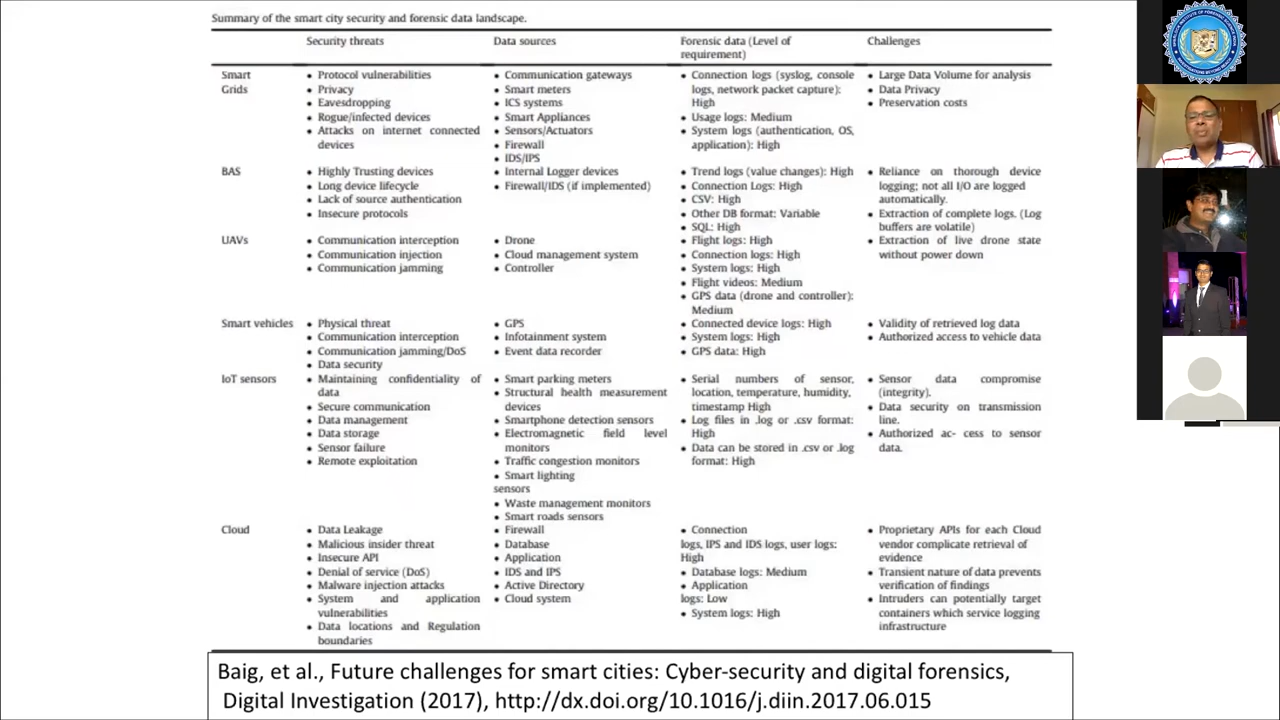 Summary of the smart city security and forensic data landscape.
Security threats
Data sources
Forensic data (Level of
requirement)
Challenges
Smart
Grids
• Protocol vulnerabilities
• Privacy
• Eavesdropping
• Rogue/infected devices
• Attacks on internet connected
devices
• Communication gateways
• Smart meters
• ICS systems
• Smart Appliances
• Sensors/Actuators
• Firewall
• IDS/IPS
• Connection logs (syslog, console
logs, network packet capture):
High
• Usage logs: Medium
• System logs (authentication, OS,
application): High
• Large Data Volume for analysis
• Data Privacy
• Preservation costs
BAS
• Highly Trusting devices
• Long device lifecycle
• Lack of source authentication
• Insecure protocols
• Internal Logger devices
• Firewall/IDS (if implemented)
• Trend logs (value changes): High
• Connection Logs: High
• CSV: High
• Other DB format: Variable
• SQL: High
• Reliance on thorough device
logging; not all I/O are logged
automatically.
• Extraction of complete logs. (Log
buffers are volatile)
UAVs
• Communication interception
• Communication injection
• Communication jamming
• Drone
• Cloud management system
• Controller
• Flight logs: High
• Connection logs: High
• System logs: High
• Flight videos: Medium
• GPS data (drone and controller):
Medium
• Extraction of live drone state
without power down
Smart vehicles
• Physical threat
• Communication interception
• Communication jamming/DoS
• Data security
• GPS
• Infotainment system
• Event data recorder
• Connected device logs: High
• System logs: High
• GPS data: High
• Validity of retrieved log data
• Authorized access to vehicle data
IoT sensors
• Maintaining confidentiality of
data
• Secure communication
• Data management
• Data storage
• Sensor failure
• Remote exploitation
• Smart parking meters
• Structural health measurement
devices
• Smartphone detection sensors
• Electromagnetic field level
monitors
• Traffic congestion monitors
• Smart lighting
sensors
• Waste management monitors
• Smart roads sensors
• Serial numbers of sensor,
location, temperature, humidity,
timestamp High
• Log files in .log or .csv format:
High
• Data can be stored in .csv or .log
format: High
• Sensor data compromise
(integrity).
• Data security on transmission
line.
• Authorized ac- cess to sensor
data.
Cloud
• Data Leakage
• Malicious insider threat
• Insecure API
• Denial of service (DoS)
• Malware injection attacks
• System and application
vulnerabilities
• Data locations and Regulation
boundaries
• Firewall
• Database
• Application
• IDS and IPS
• Active Directory
• Cloud system
• Connection
logs, IPS and IDS logs, user logs:
High
• Database logs: Medium
• Application
logs: Low
• System logs: High
• Proprietary APIs for each Cloud
vendor complicate retrieval of
evidence
• Transient nature of data prevents
verification of findings
• Intruders can potentially target
containers which service logging
infrastructure
Baig, et al., Future challenges for smart cities: Cyber-security and digital forensics,
Digital Investigation (2017), http://dx.doi.org/10.1016/j.diin.2017.06.015